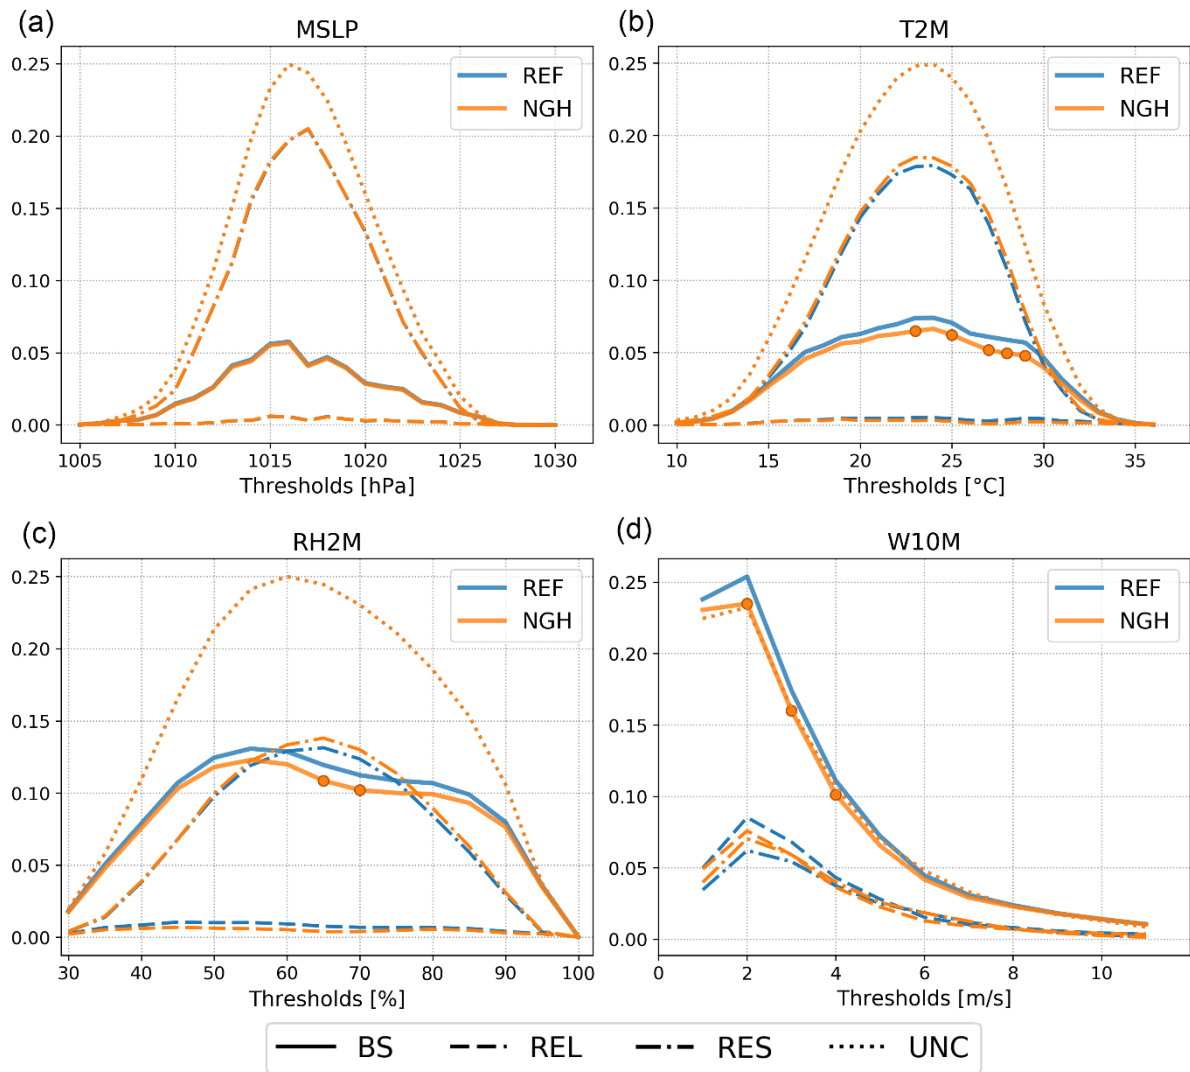 (a)
MSLP
REF
NGH
0.25
0.20
0.15
0.10
0.05
0.00
1005 1010 1015 1020 1025 1030
Thresholds [hPa]
(b)
T2M
REF
NGH
0.25
0.20
0.15
0.10
0.05
0.00
10 15 20 25 30 35
Thresholds [°C]
(c)
RH2M
REF
NGH
0.25
0.20
0.15
0.10
0.05
0.00
30 40 50 60 70 80 90 100
Thresholds [%]
(d)
W10M
REF
NGH
0.25
0.20
0.15
0.10
0.05
0.00
0 2 4 6 8 10
Thresholds [m/s]
BS REL RES UNC